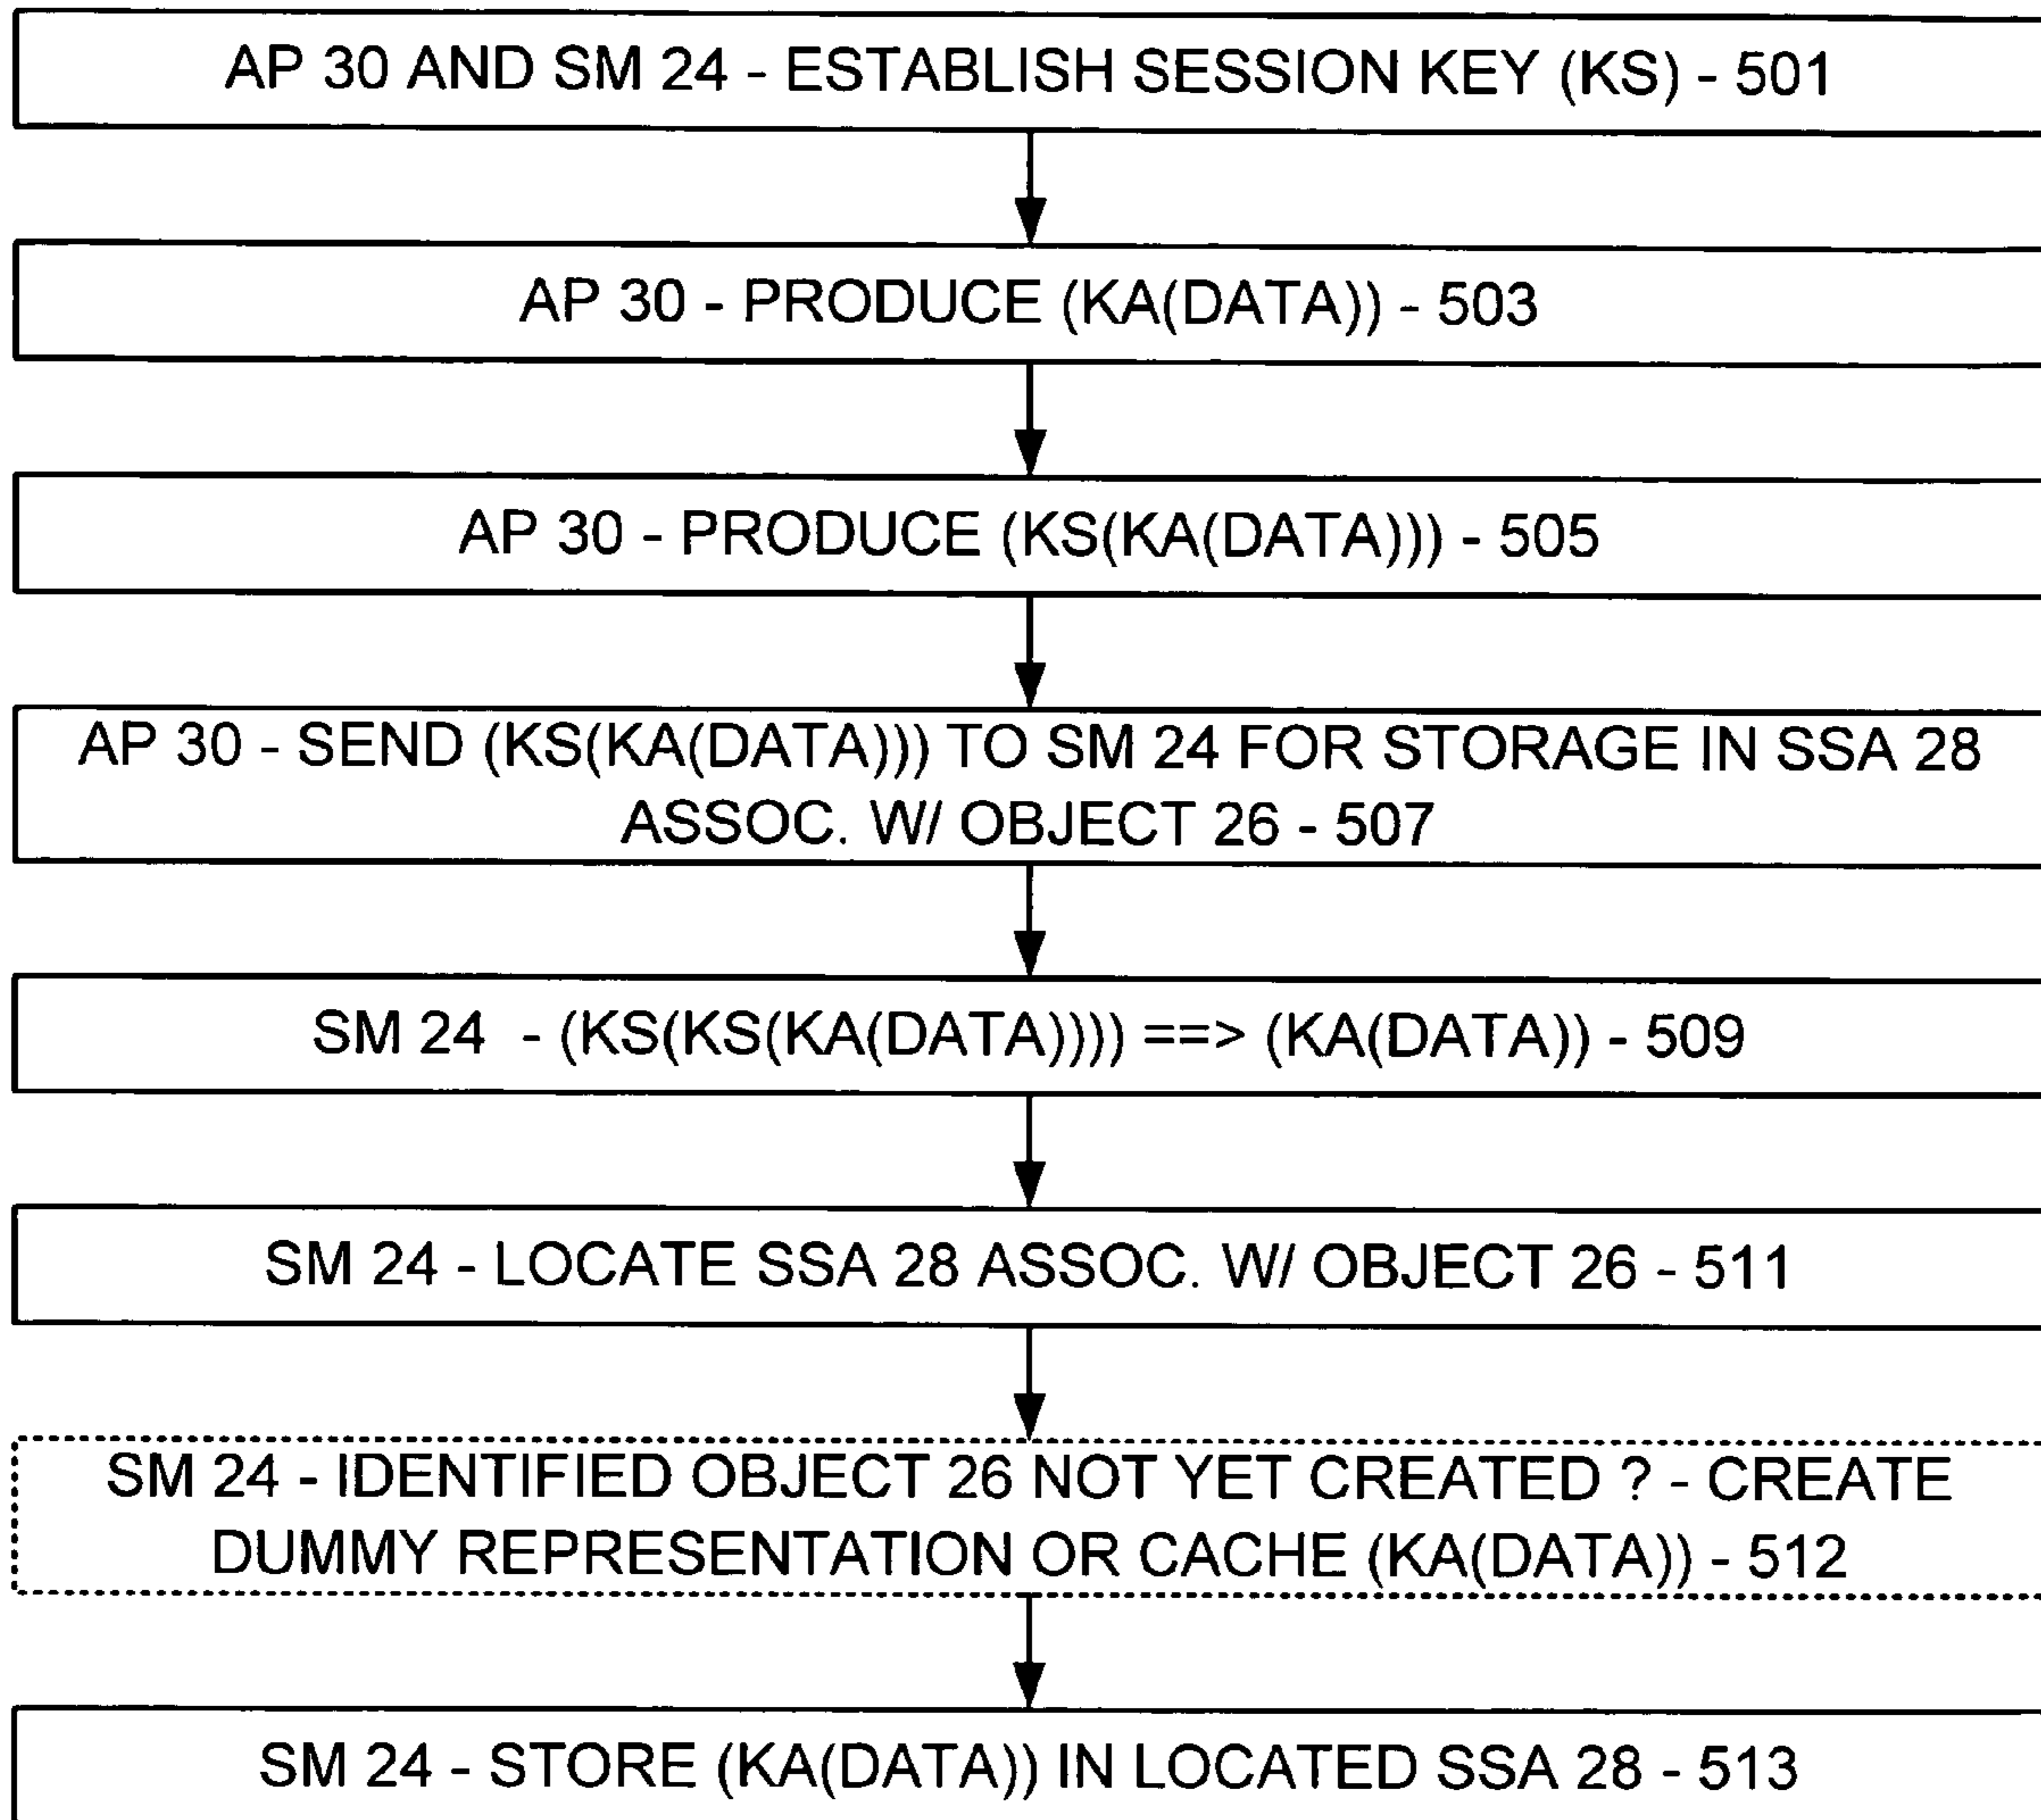 AP 30 AND SM 24 - ESTABLISH SESSION KEY (KS) - 501
AP 30 - PRODUCE (KA(DATA)) - 503
AP 30 - PRODUCE (KS(KA(DATA))) - 505
AP 30 - SEND (KS(KA(DATA))) TO SM 24 FOR STORAGE IN SSA 28
ASSOC. W/ OBJECT 26 - 507
SM 24 - (KS(KS(KA(DATA)))) ==> (KA(DATA)) - 509
SM 24 - LOCATE SSA 28 ASSOC. W/ OBJECT 26 - 511
SM 24 - IDENTIFIED OBJECT 26 NOT YET CREATED ? - CREATE
DUMMY REPRESENTATION OR CACHE (KA(DATA)) - 512
SM 24 - STORE (KA(DATA)) IN LOCATED SSA 28 - 513